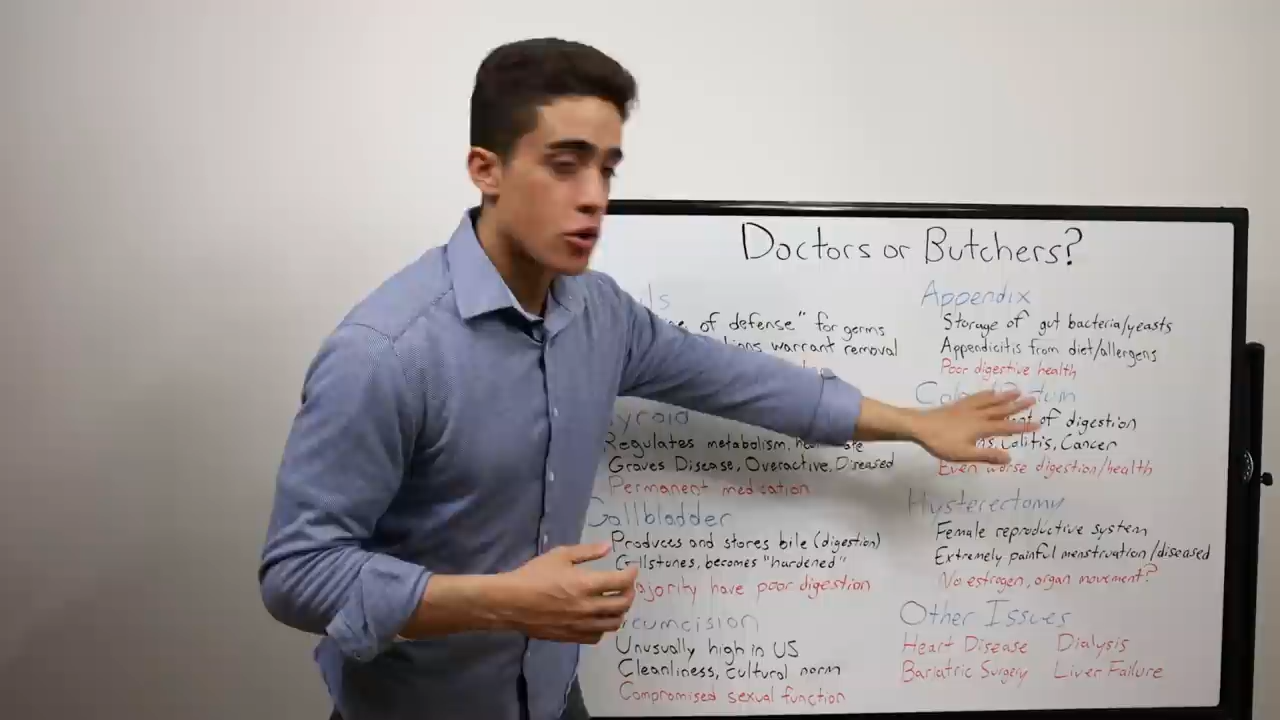 Doctors or Butchers?
of defense" for germs
warrant removal
Regulates metabolism,
Graves Disease, Overactive, Diseased
Permanent medication
Gallbladder
Produces and stores bile (digestion)
Gallstones, becomes "hardened"
Majority have poor digestion
Unusually high in US
Cleanliness, cultural norm
Compromised sexual function
Appendix
Storage of gut bacteria/yeasts
Appendicitis from diet/allergens
Poor digestive health
of digestion
Colitis, Cancer
Even worse digestion/health
Hysterectomy
Female reproductive system
Extremely painful menstruation/diseased
No estrogen, organ movement?
Other Issues
Heart Disease Dialysis
Bariatric Surgery Liver Failure